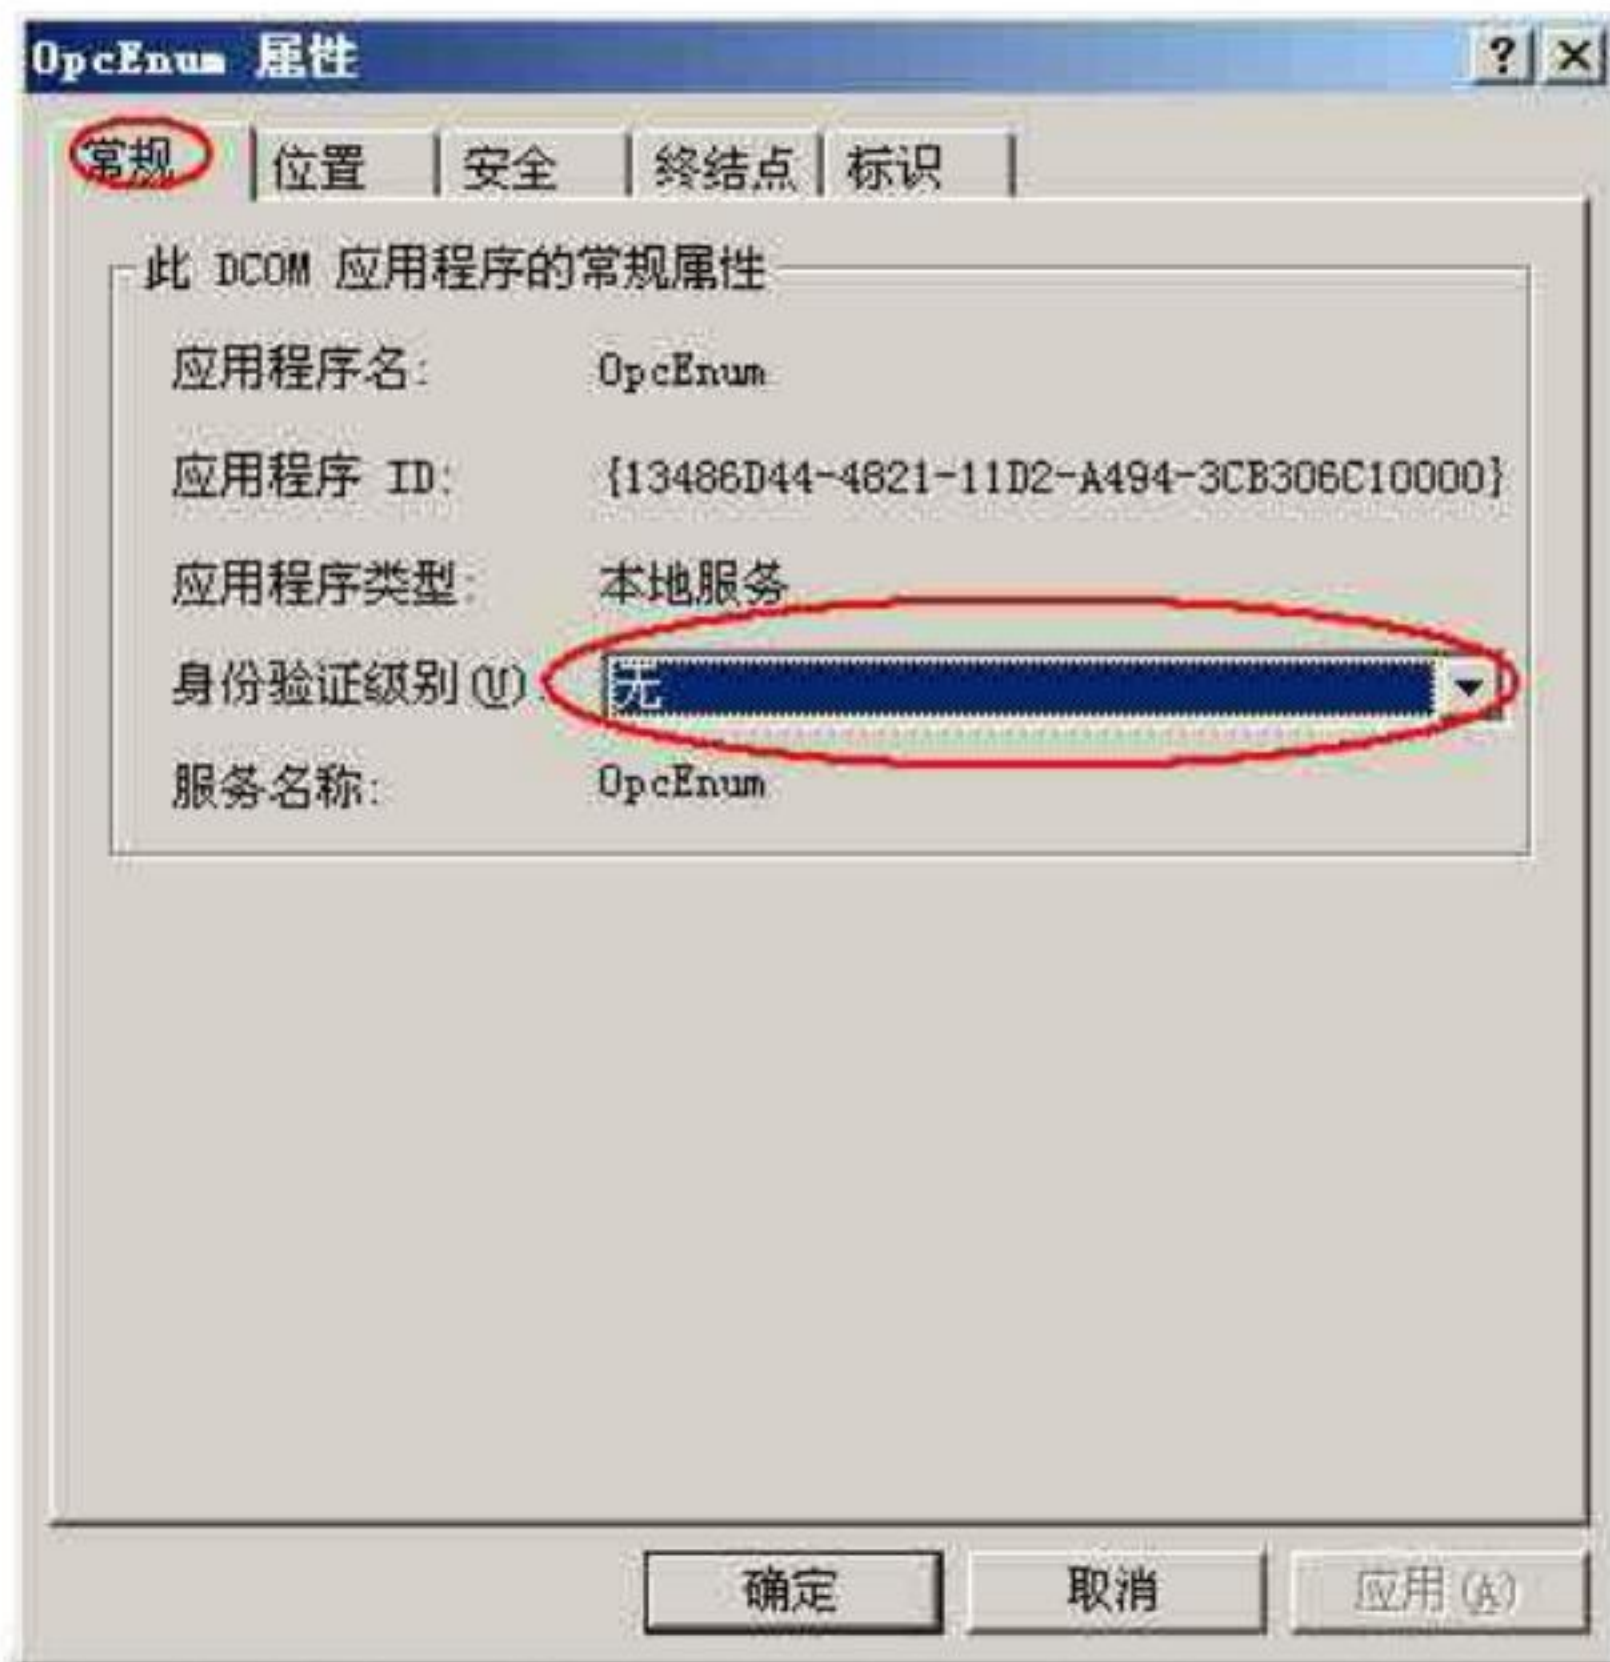 OpcEnum 属性
常规 位置 安全 终结点 标识
此 DCOM 应用程序的常规属性
应用程序名: OpcEnum
应用程序 ID: {13486D44-4821-11D2-A494-3CB306C10000}
应用程序类型: 本地服务
身份验证级别(U): 无
服务名称: OpcEnum
确定 取消 应用(A)